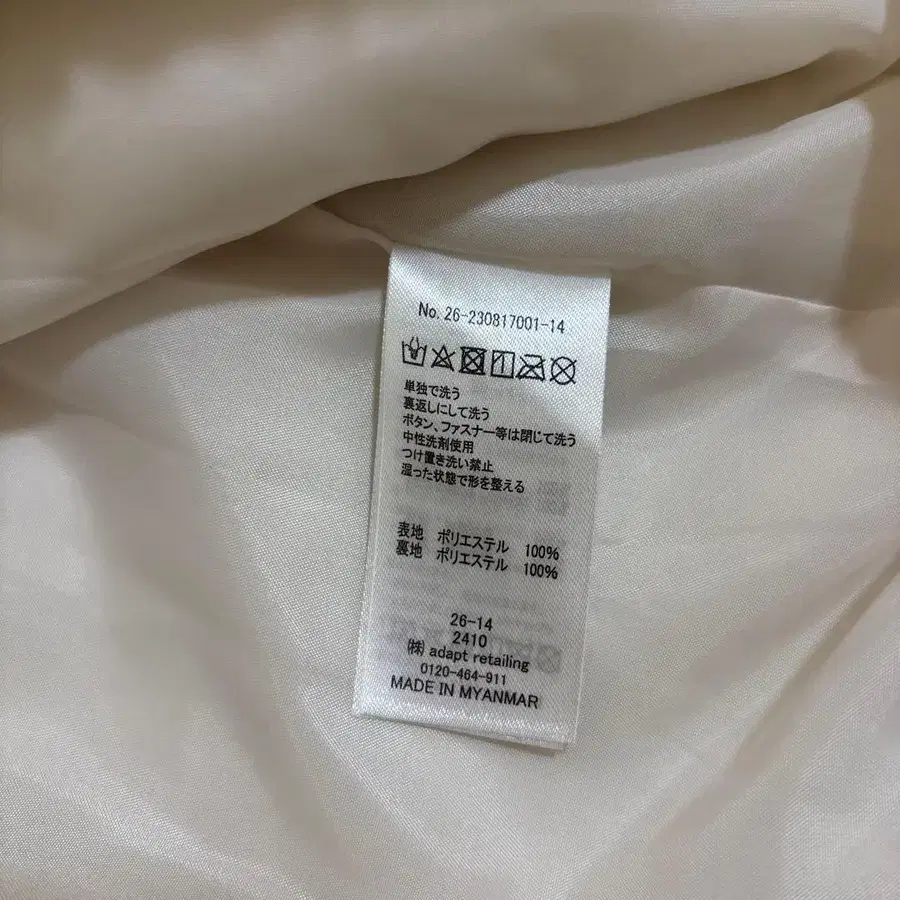 No. 26-230817001-14
単独で洗う
裏返しにして洗う
ボタン、ファスナー等は閉じて洗う
中性洗剤使用
つけ置き洗い禁止
湿った状態で形を整える
表地 ポリエステル 100%
裏地 ポリエステル 100%
26-14
2410
㈱ adapt retailing
0120-464-911
MADE IN MYANMAR